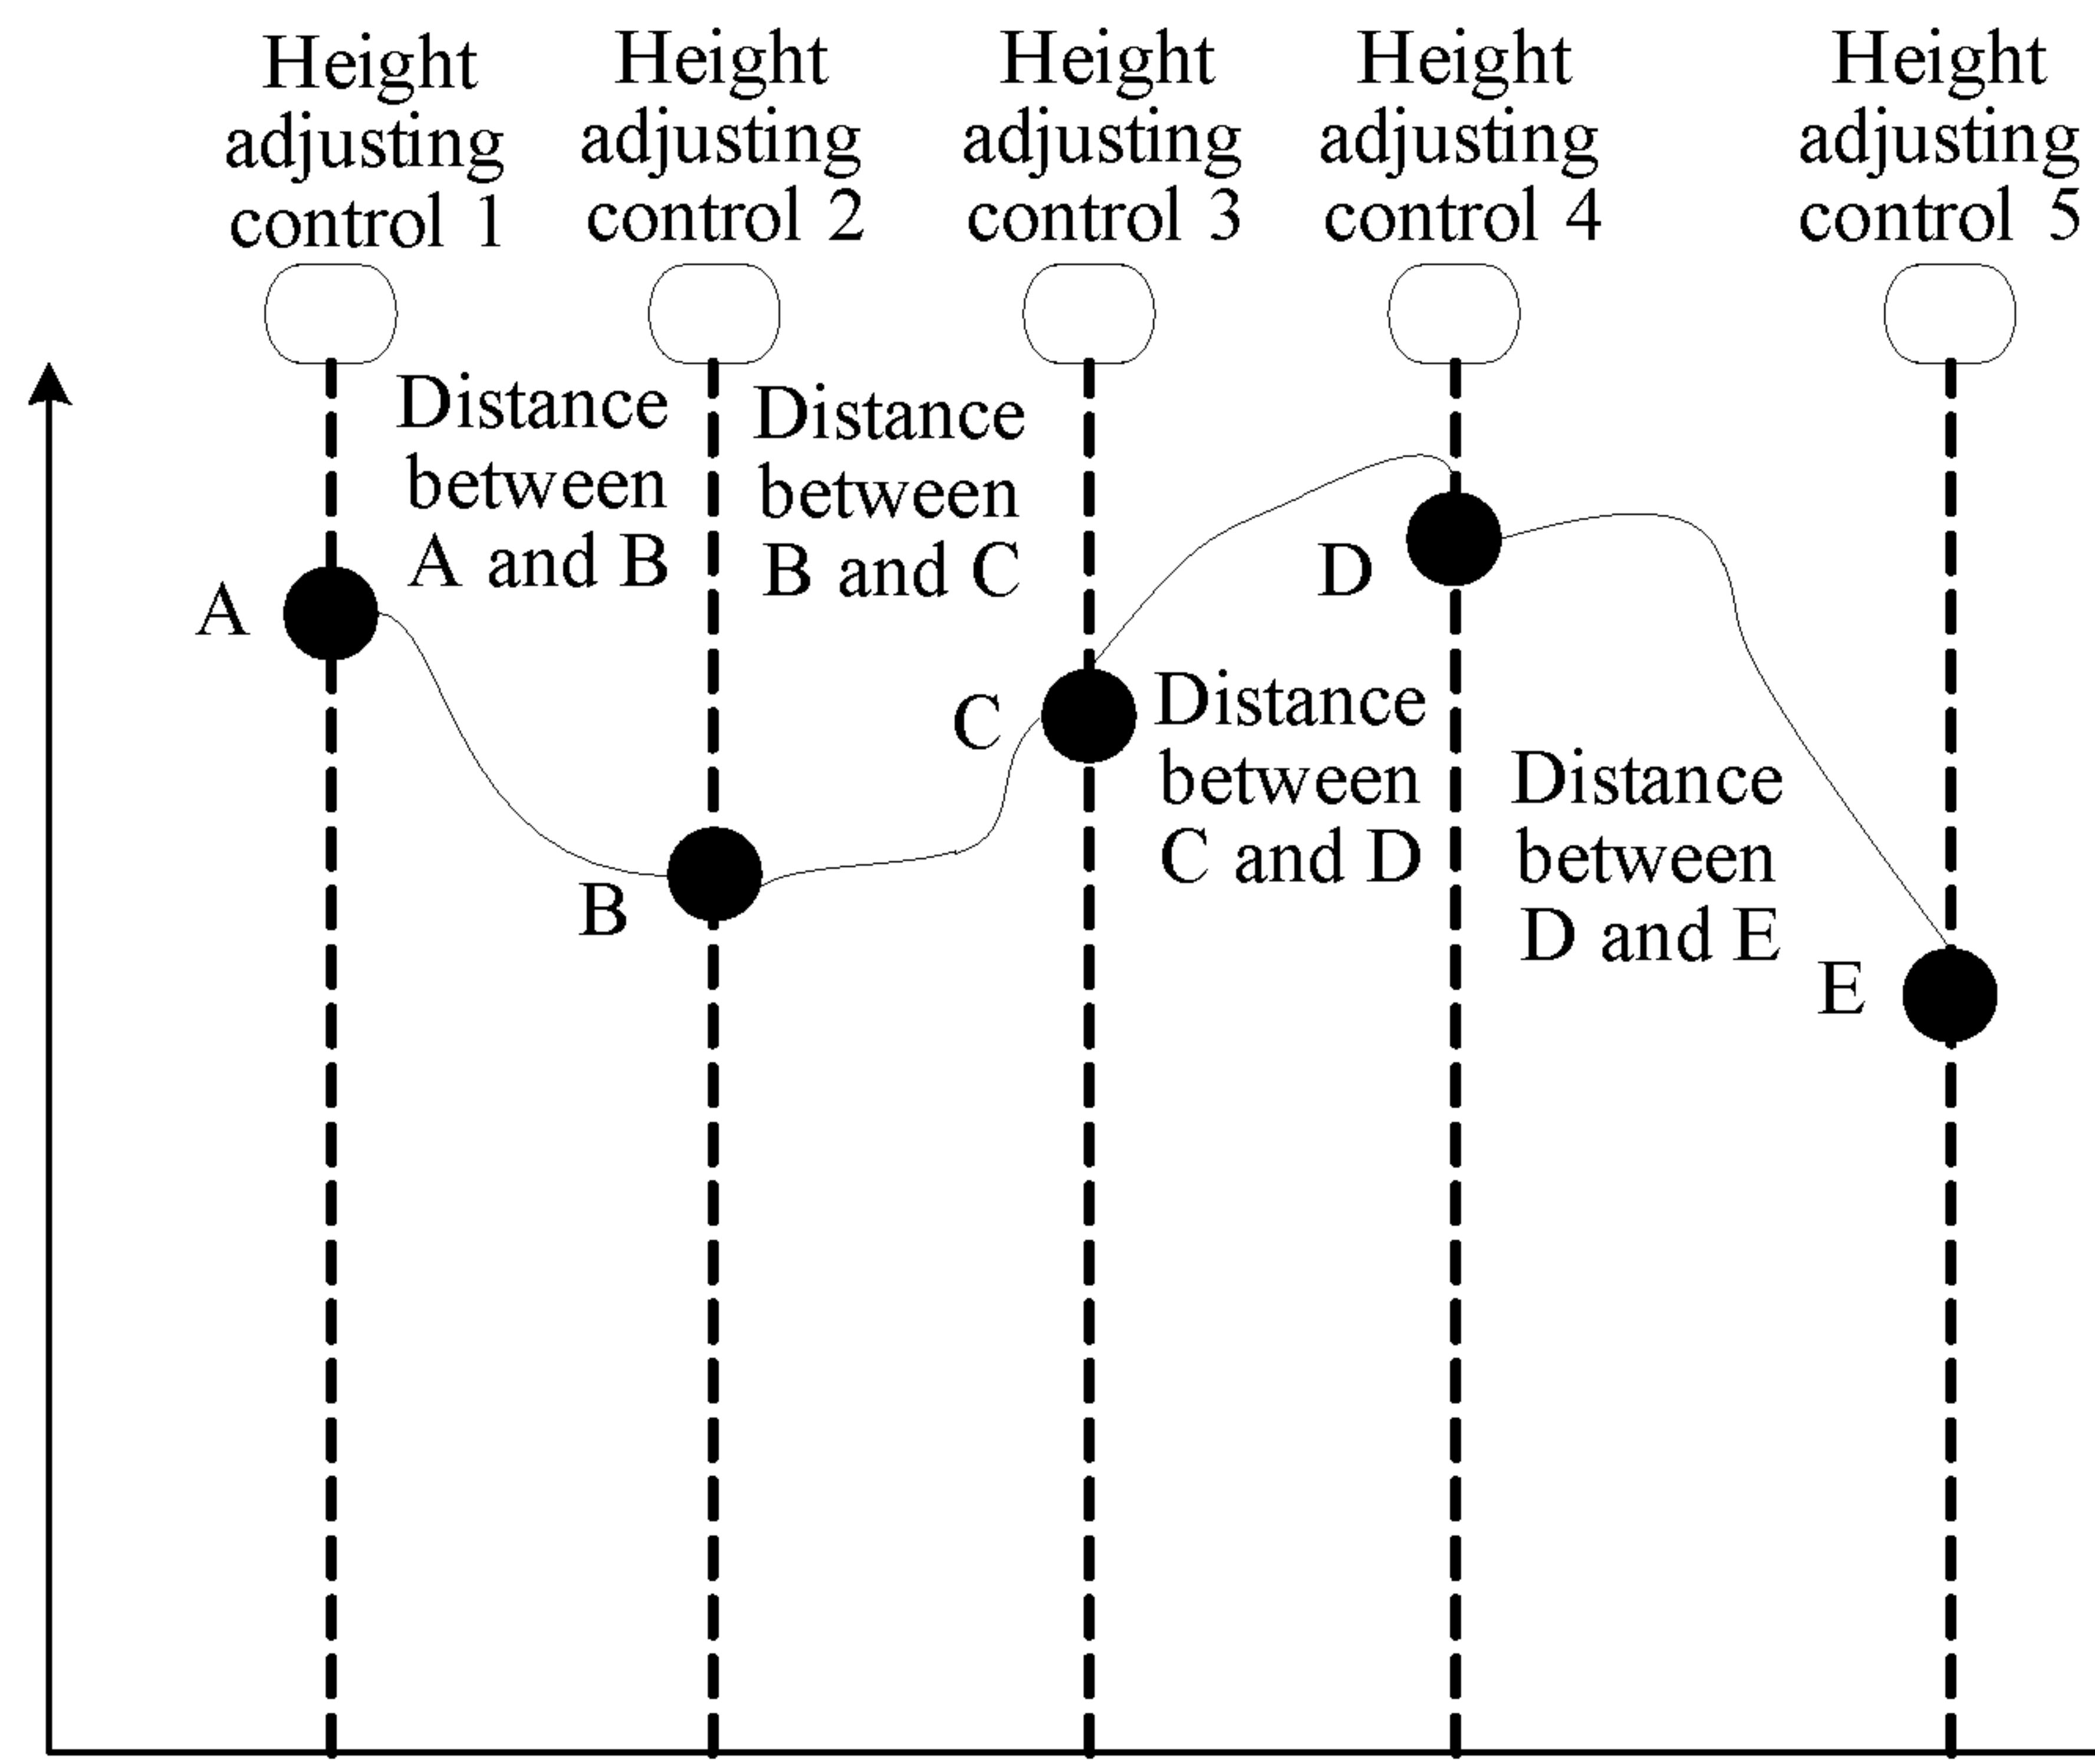 Height
adjusting
control 1
Height
adjusting
control 2
Height
adjusting
control 3
Height
adjusting
control 4
Height
adjusting
control 5
Distance
between
A and B
Distance
between
B and C
A
B
C
D
Distance
between
C and D
Distance
between
D and E
E